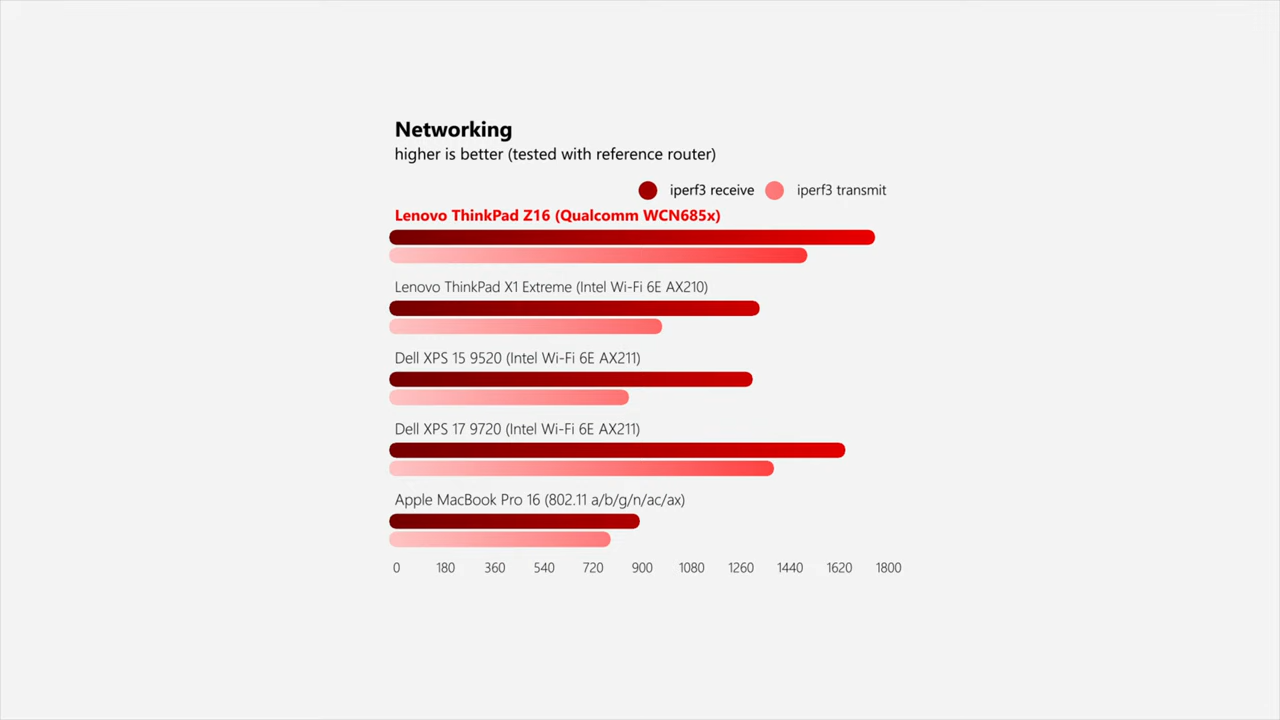 Networking
higher is better (tested with reference router)
iperf3 receive iperf3 transmit
Lenovo ThinkPad Z16 (Qualcomm WCN685x)
Lenovo ThinkPad X1 Extreme (Intel Wi-Fi 6E AX210)
Dell XPS 15 9520 (Intel Wi-Fi 6E AX211)
Dell XPS 17 9720 (Intel Wi-Fi 6E AX211)
Apple MacBook Pro 16 (802.11 a/b/g/n/ac/ax)
0 180 360 540 720 900 1080 1260 1440 1620 1800